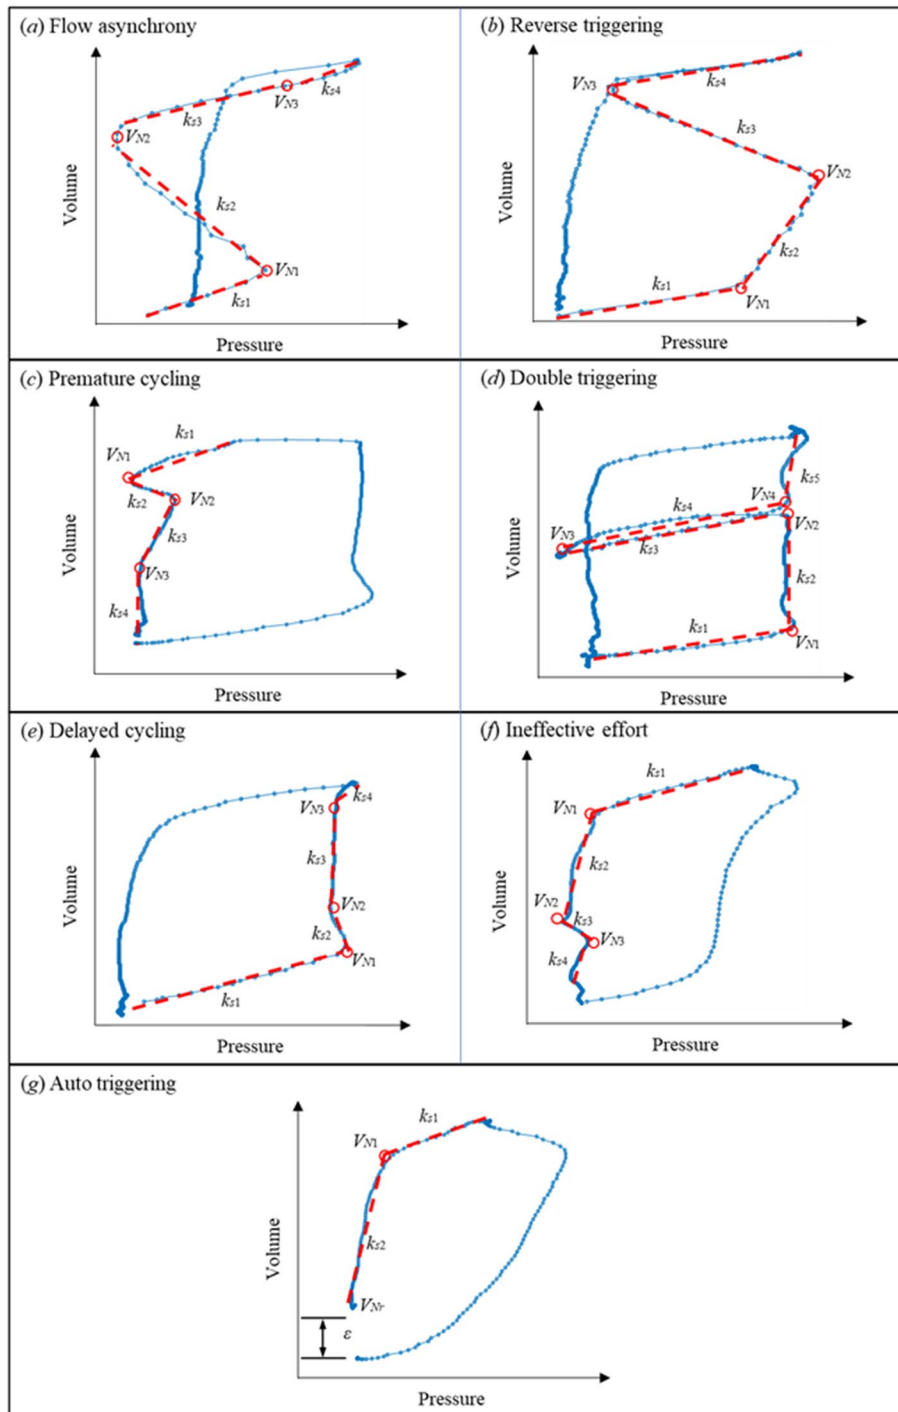 (a) Flow asynchrony
Volume
Pressure
ks1
ks2
ks3
ks4
VN1
VN2
VN3
(b) Reverse triggering
Volume
Pressure
ks1
ks2
ks3
ks4
VN1
VN2
VN3
(c) Premature cycling
Volume
Pressure
ks1
ks2
ks3
ks4
VN1
VN2
VN3
(d) Double triggering
Volume
Pressure
ks1
ks2
ks3
ks4
ks5
VN1
VN2
VN3
VN4
(e) Delayed cycling
Volume
Pressure
ks1
ks2
ks3
ks4
VN1
VN2
VN3
(f) Ineffective effort
Volume
Pressure
ks1
ks2
ks3
ks4
VN1
VN2
VN3
(g) Auto triggering
Volume
Pressure
ks1
ks2
VN1
VNr
ε